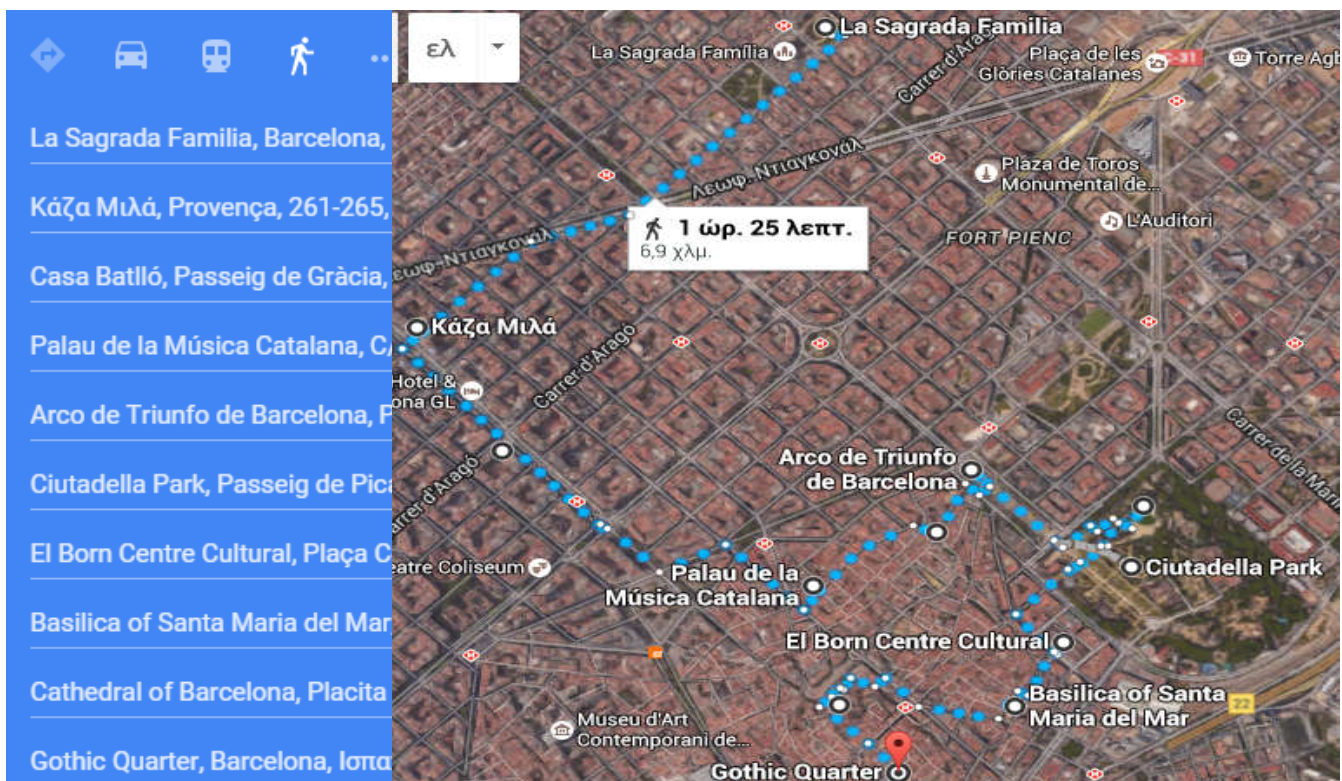 La Sagrada Familia, Barcelona,
Κάζα Μιλά, Provença, 261-265,
Casa Batlló, Passeig de Gràcia,
Palau de la Música Catalana, C/
Arco de Triunfo de Barcelona, P
Ciutadella Park, Passeig de Pica
El Born Centre Cultural, Plaça C
Basilica of Santa Maria del Mar
Cathedral of Barcelona, Placita
Gothic Quarter, Barcelona, Ισπα
ελ
La Sagrada Familia
La Sagrada Família
Carrer d'Aragó
Plaça de les
Glòries Catalanes
C-31
Torre Agb
Λεωφ. Ντιαγκονάλ
Plaza de Toros
Monumental de...
L'Auditori
FORT PIENC
1 ώρ. 25 λεπτ.
6,9 χλμ.
Λεωφ. Ντιαγκονάλ
Κάζα Μιλά
Carrer d'Aragó
Hotel &
ona GL
Carrer d'Aragó
Arco de Triunfo
de Barcelona
Carrer de la Marin
eatre Coliseum
Palau de la
Música Catalana
Ciutadella Park
El Born Centre Cultural
Basilica of Santa
Maria del Mar
22
Museu d'Art
Contemporani de...
Gothic Quarter